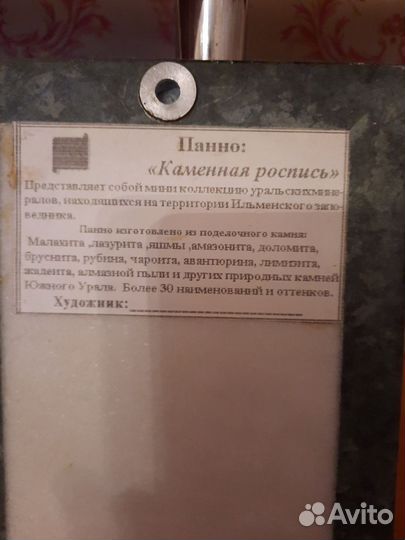 Панно:
«Каменная роспись»
Представляет собой мини коллекцию уральскихмине-
ралов, находящихся на территории Ильменского запо-
ведника.
Панно изготовлено из поделочного камня:
Малахита ,лазурита ,яшмы ,амазонита, доломита,
бруснита, рубина, чароита, авантюрина, лимизита,
жадеита, алмазной пыли и других природных камней
Южного Урала. Более 30 наименований и оттенков.
Художник:
Avito